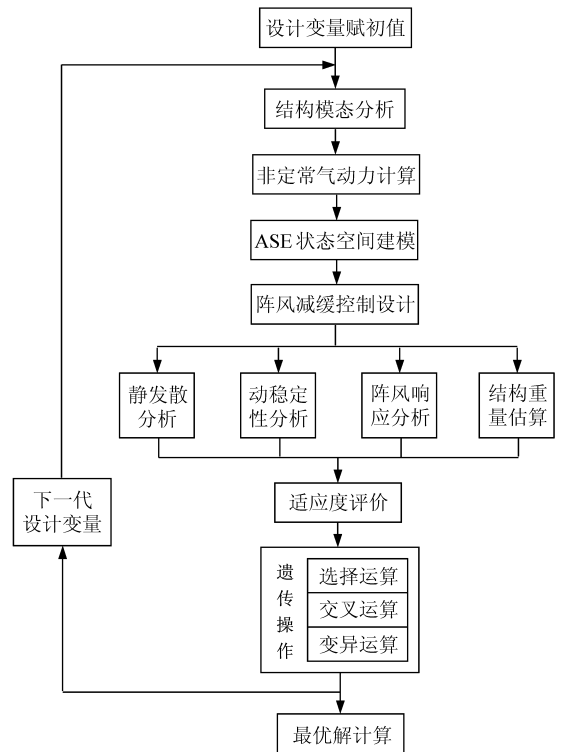 设计变量赋初值
结构模态分析
非定常气动力计算
ASE状态空间建模
阵风减缓控制设计
静发散
分析
动稳定
性分析
阵风响
应分析
结构重
量估算
适应度评价
下一代
设计变量
遗传操作
选择运算
交叉运算
变异运算
最优解计算